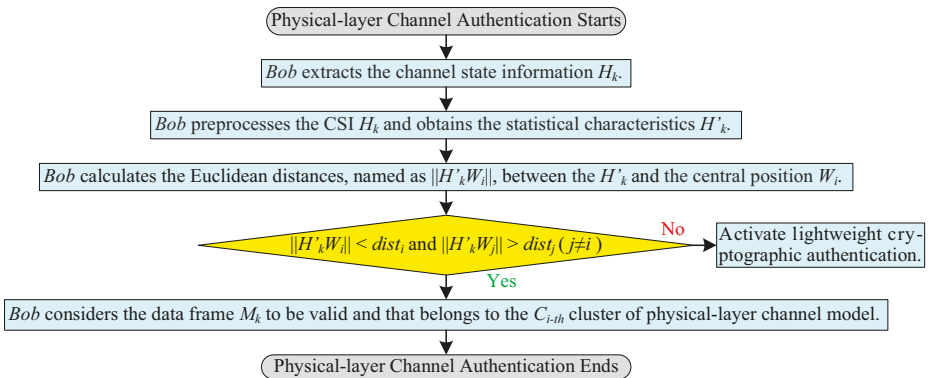 Physical-layer Channel Authentication Starts
Bob extracts the channel state information Hk.
Bob preprocesses the CSI Hk and obtains the statistical characteristics H'k.
Bob calculates the Euclidean distances, named as ||H'kWi||, between the H'k and the central position Wi.
||H'kWi|| < disti and ||H'kWj|| > distj ( j≠i )
No
Activate lightweight cry-
ptographic authentication.
Yes
Bob considers the data frame Mk to be valid and that belongs to the Ci-th cluster of physical-layer channel model.
Physical-layer Channel Authentication Ends